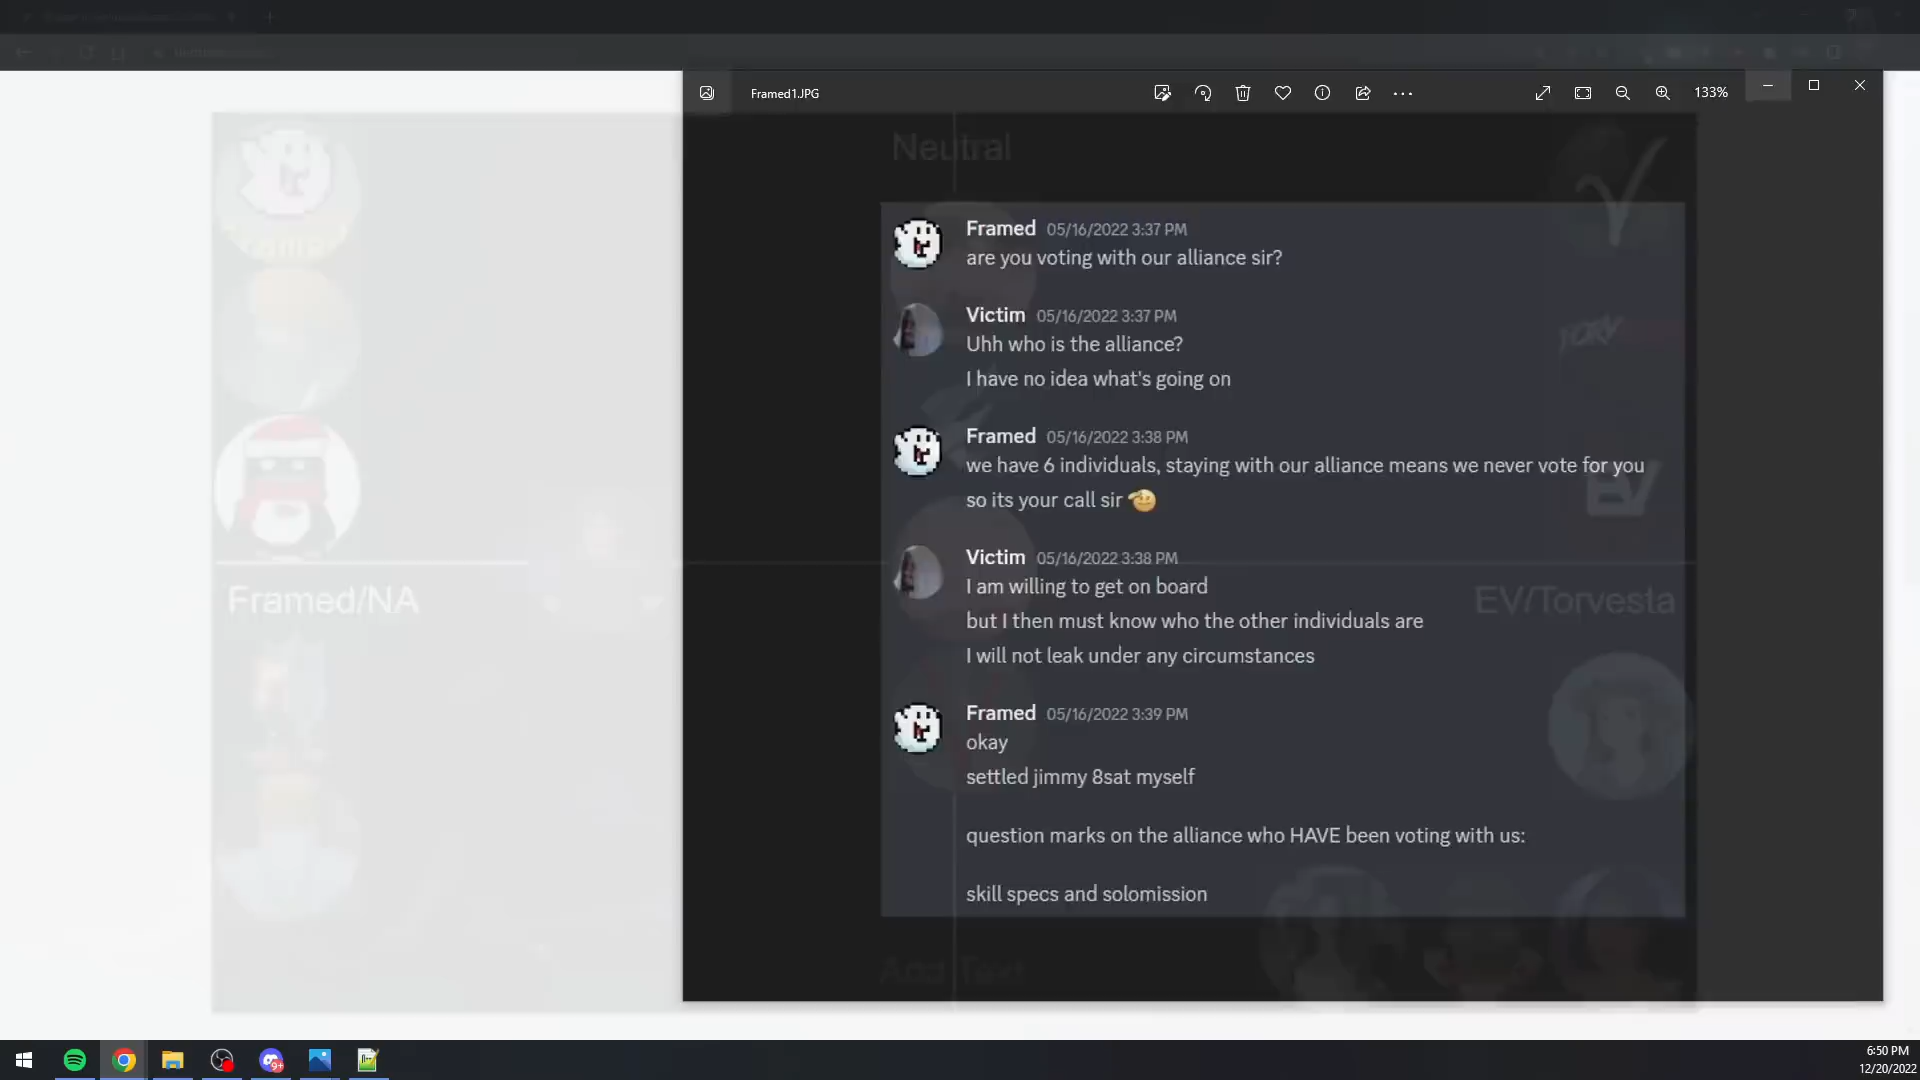 Framed1.JPG
133%
Neutral
Framed 05/16/2022 3:37 PM
are you voting with our alliance sir?
Victim 05/16/2022 3:37 PM
Uhh who is the alliance?
I have no idea what's going on
Framed 05/16/2022 3:38 PM
we have 6 individuals, staying with our alliance means we never vote for you
so its your call sir
EV
Victim 05/16/2022 3:38 PM
I am willing to get on board
but I then must know who the other individuals are
I will not leak under any circumstances
Framed/NA
EV/Torvesta
Framed 05/16/2022 3:39 PM
okay
settled jimmy 8sat myself
question marks on the alliance who HAVE been voting with us:
skill specs and solomission
Add Text
9+
6:50 PM
12/20/2022